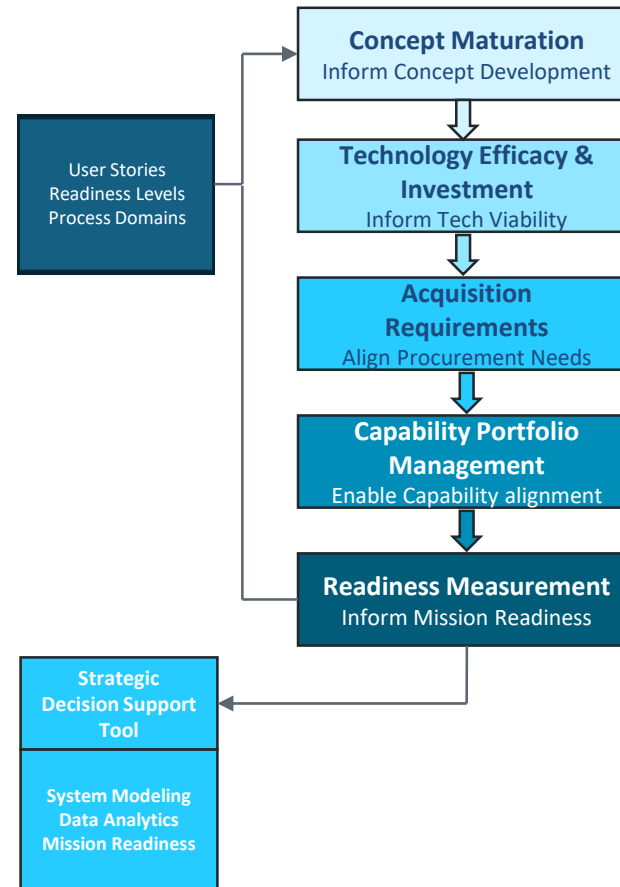 Concept Maturation
Inform Concept Development
User Stories
Readiness Levels
Process Domains
Technology Efficacy &
Investment
Inform Tech Viability
Acquisition
Requirements
Align Procurement Needs
Capability Portfolio
Management
Enable Capability alignment
Readiness Measurement
Inform Mission Readiness
Strategic
Decision Support
Tool
System Modeling
Data Analytics
Mission Readiness